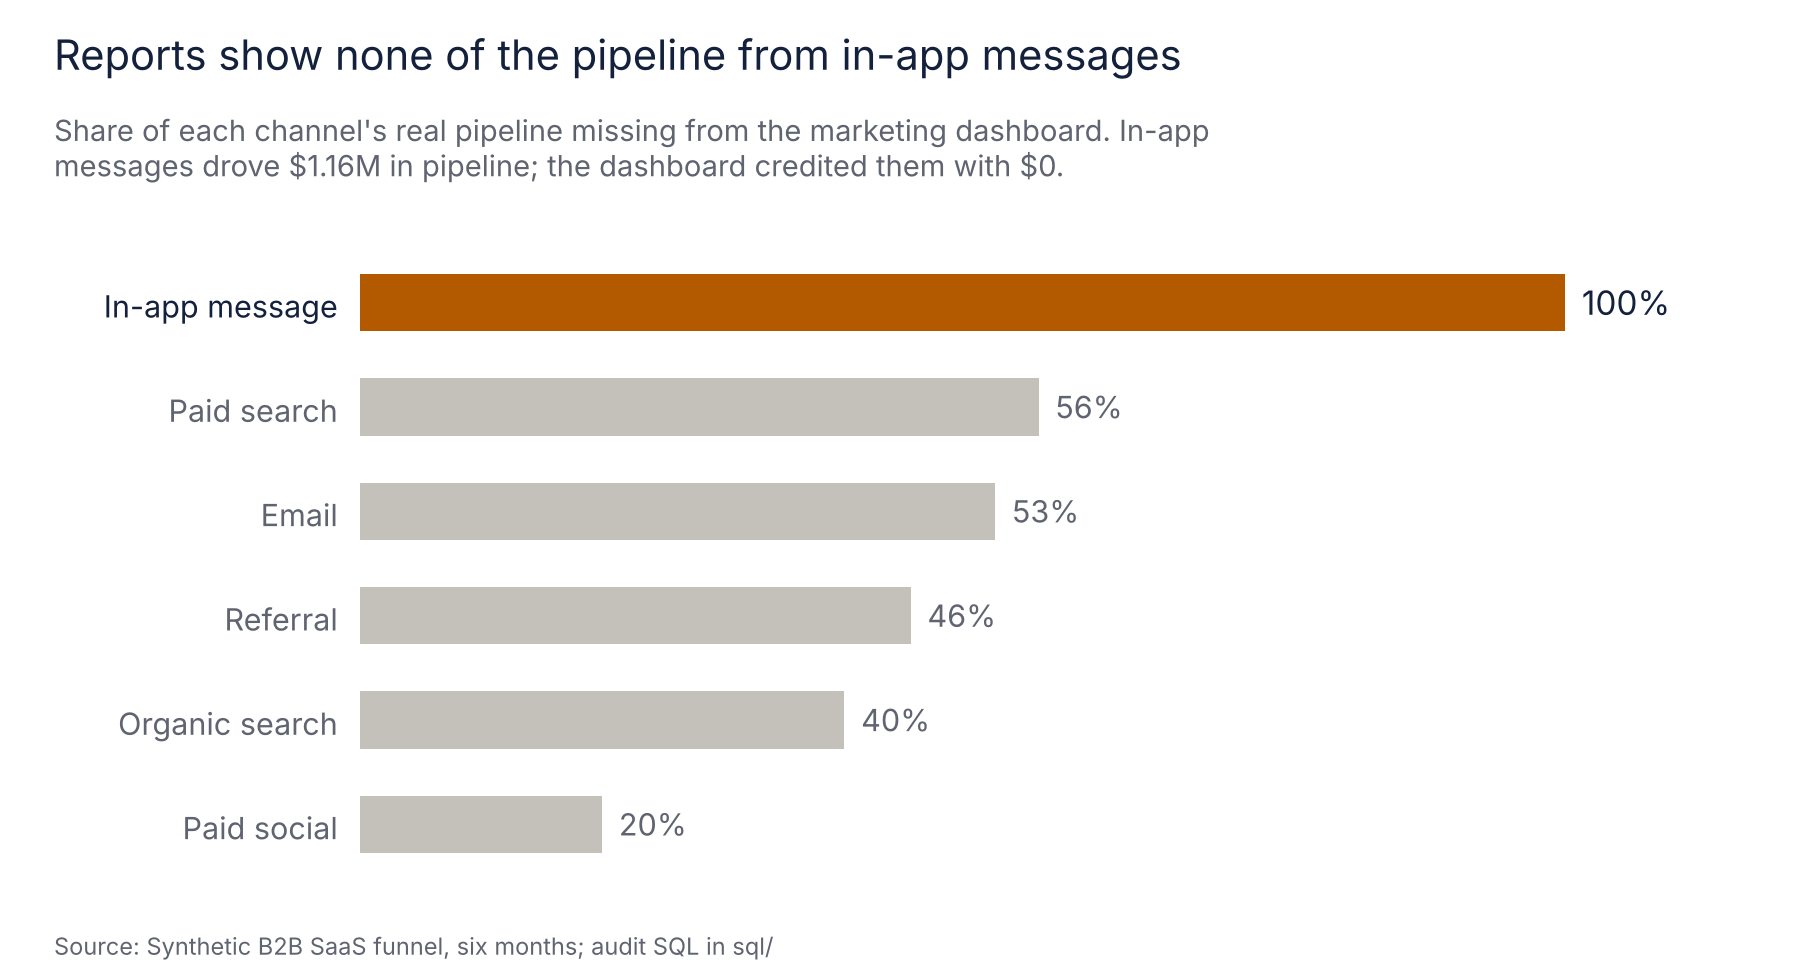 Reports show none of the pipeline from in-app messages
Share of each channel's real pipeline missing from the marketing dashboard. In-app
messages drove $1.16M in pipeline; the dashboard credited them with $0.
In-app message 100%
Paid search 56%
Email 53%
Referral 46%
Organic search 40%
Paid social 20%
Source: Synthetic B2B SaaS funnel, six months; audit SQL in sql/